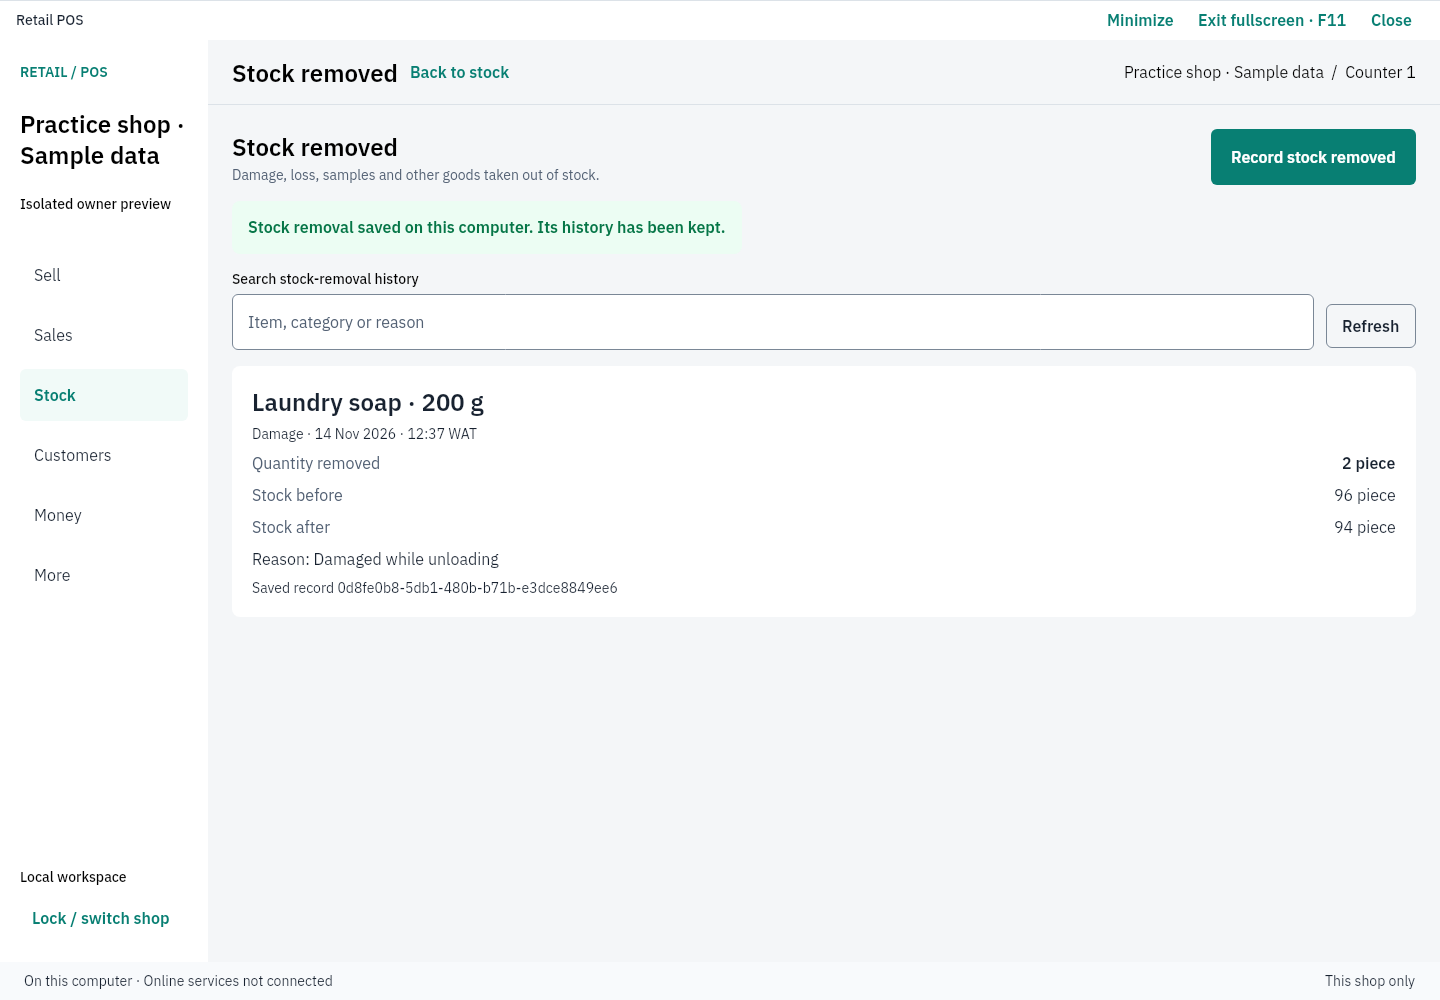 Retail POS
Minimize
Exit fullscreen · F11
Close
RETAIL / POS
Practice shop ·
Sample data
Isolated owner preview
Sell
Sales
Stock
Customers
Money
More
Local workspace
Lock / switch shop
Stock removed
Back to stock
Practice shop · Sample data / Counter 1
Stock removed
Damage, loss, samples and other goods taken out of stock.
Record stock removed
Stock removal saved on this computer. Its history has been kept.
Search stock-removal history
Item, category or reason
Refresh
Laundry soap · 200 g
Damage · 14 Nov 2026 · 12:37 WAT
Quantity removed 2 piece
Stock before 96 piece
Stock after 94 piece
Reason: Damaged while unloading
Saved record 0d8fe0b8-5db1-480b-b71b-e3dce8849ee6
On this computer · Online services not connected
This shop only